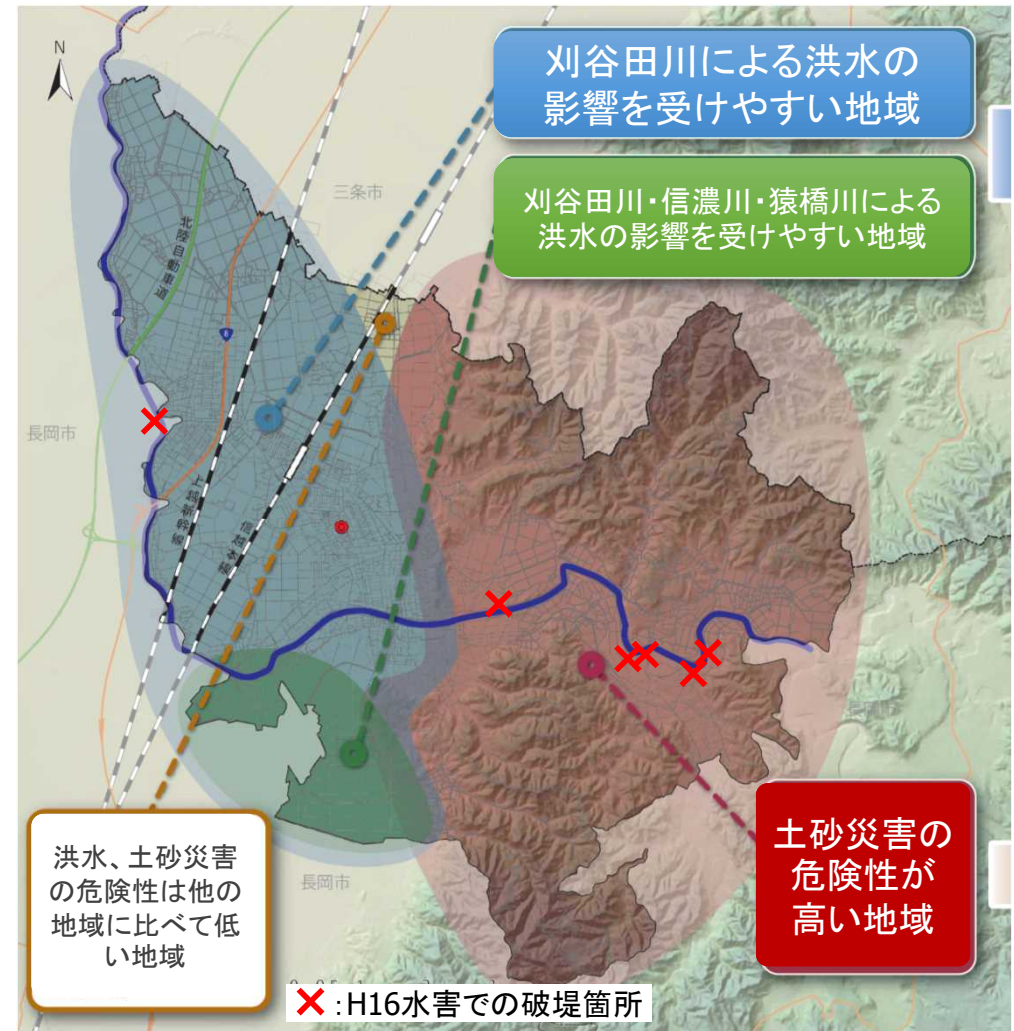 N
刈谷田川による洪水の
影響を受けやすい地域
刈谷田川・信濃川・猿橋川による
洪水の影響を受けやすい地域
三条市
北陸自動車道
8
長岡市
上越新幹線
信越本線
土砂災害の
危険性が
高い地域
洪水、土砂災害
の危険性は他の
地域に比べて低
い地域
長岡市
×:H16水害での破堤箇所